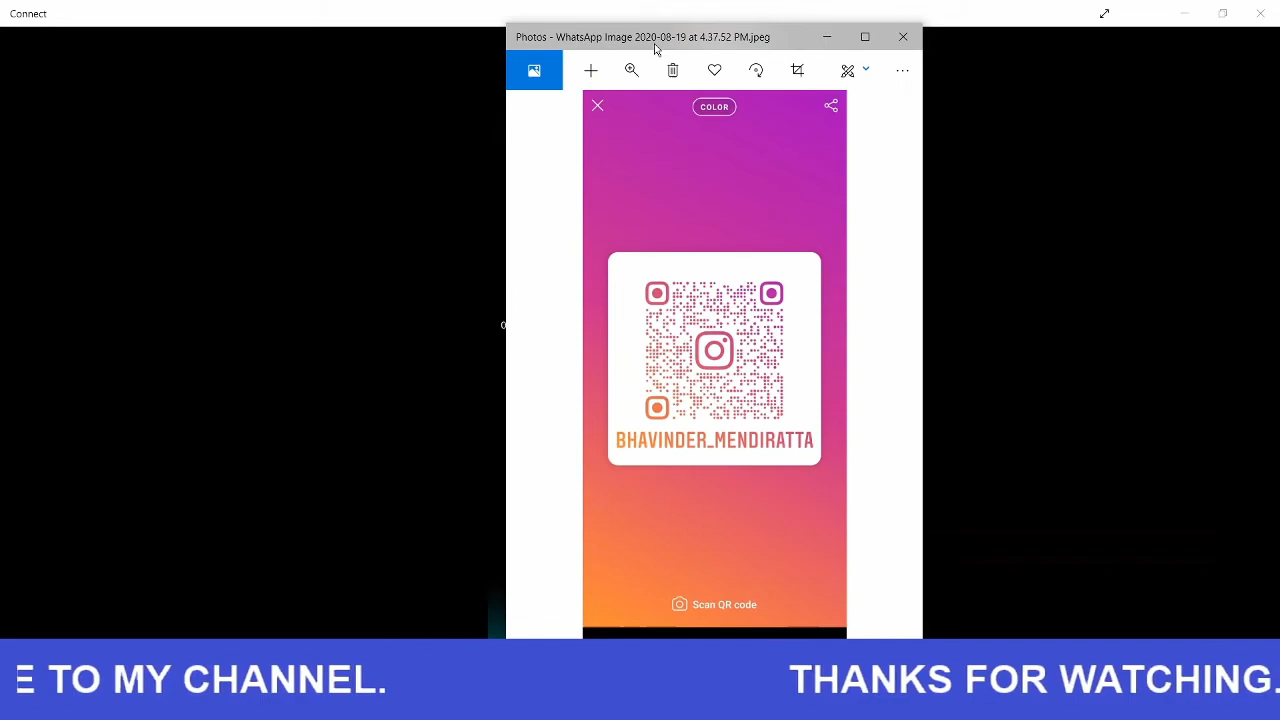 Connect
Photos - WhatsApp Image 2020-08-19 at 4.37.52 PM.jpeg
COLOR
BHAVINDER_MENDIRATTA
Scan QR code
E TO MY CHANNEL.
THANKS FOR WATCHING.